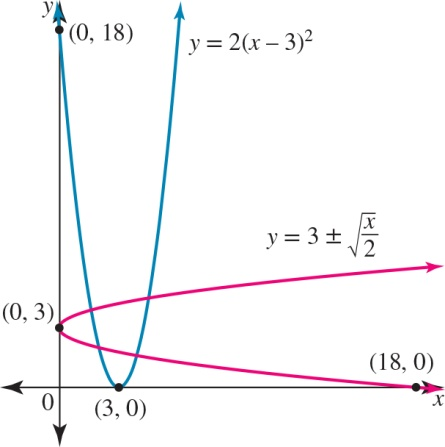 y
(0, 18)
y = 2(x – 3)²
y = 3 ± √(x/2)
(0, 3)
(18, 0)
0
(3, 0)
x